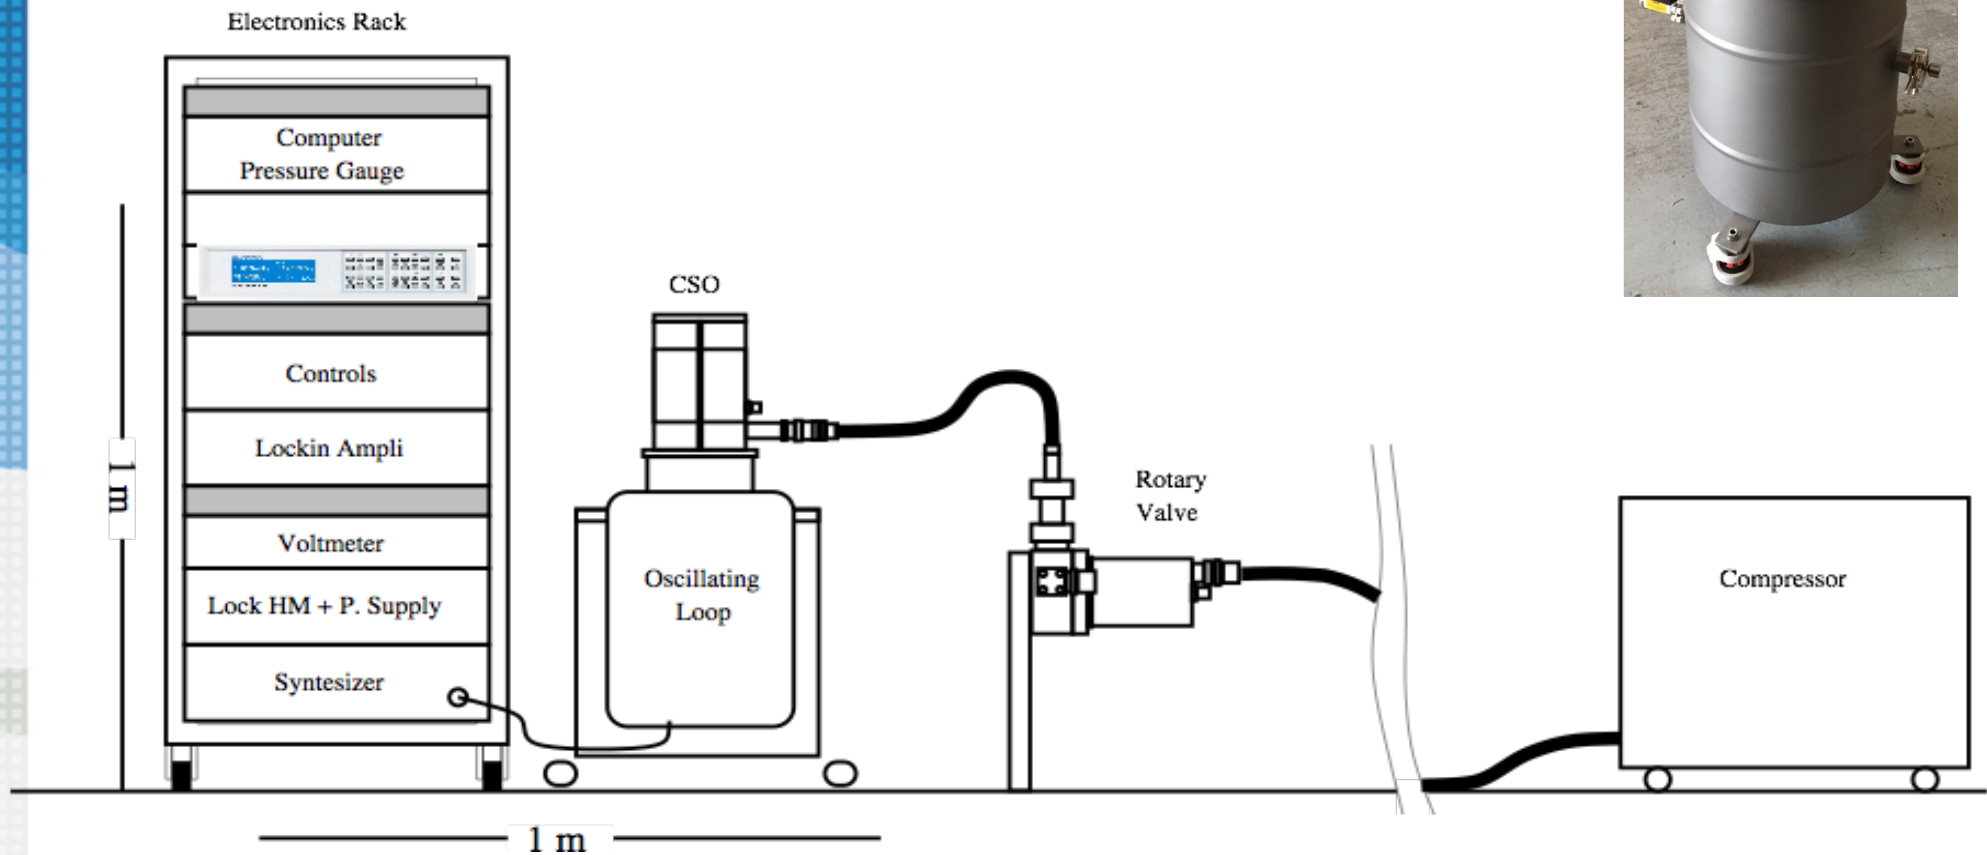 Electronics Rack
Computer
Pressure Gauge
Controls
Lockin Ampli
Voltmeter
Lock HM + P. Supply
Syntesizer
1 m
CSO
Oscillating
Loop
Rotary
Valve
Compressor
1 m